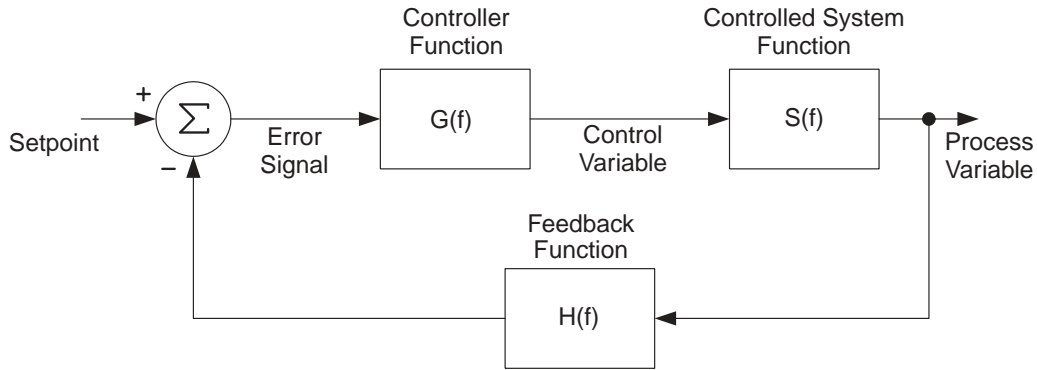 Controller
Function
Controlled System
Function
+
Σ
−
Setpoint
Error
Signal
G(f)
Control
Variable
S(f)
Process
Variable
Feedback
Function
H(f)